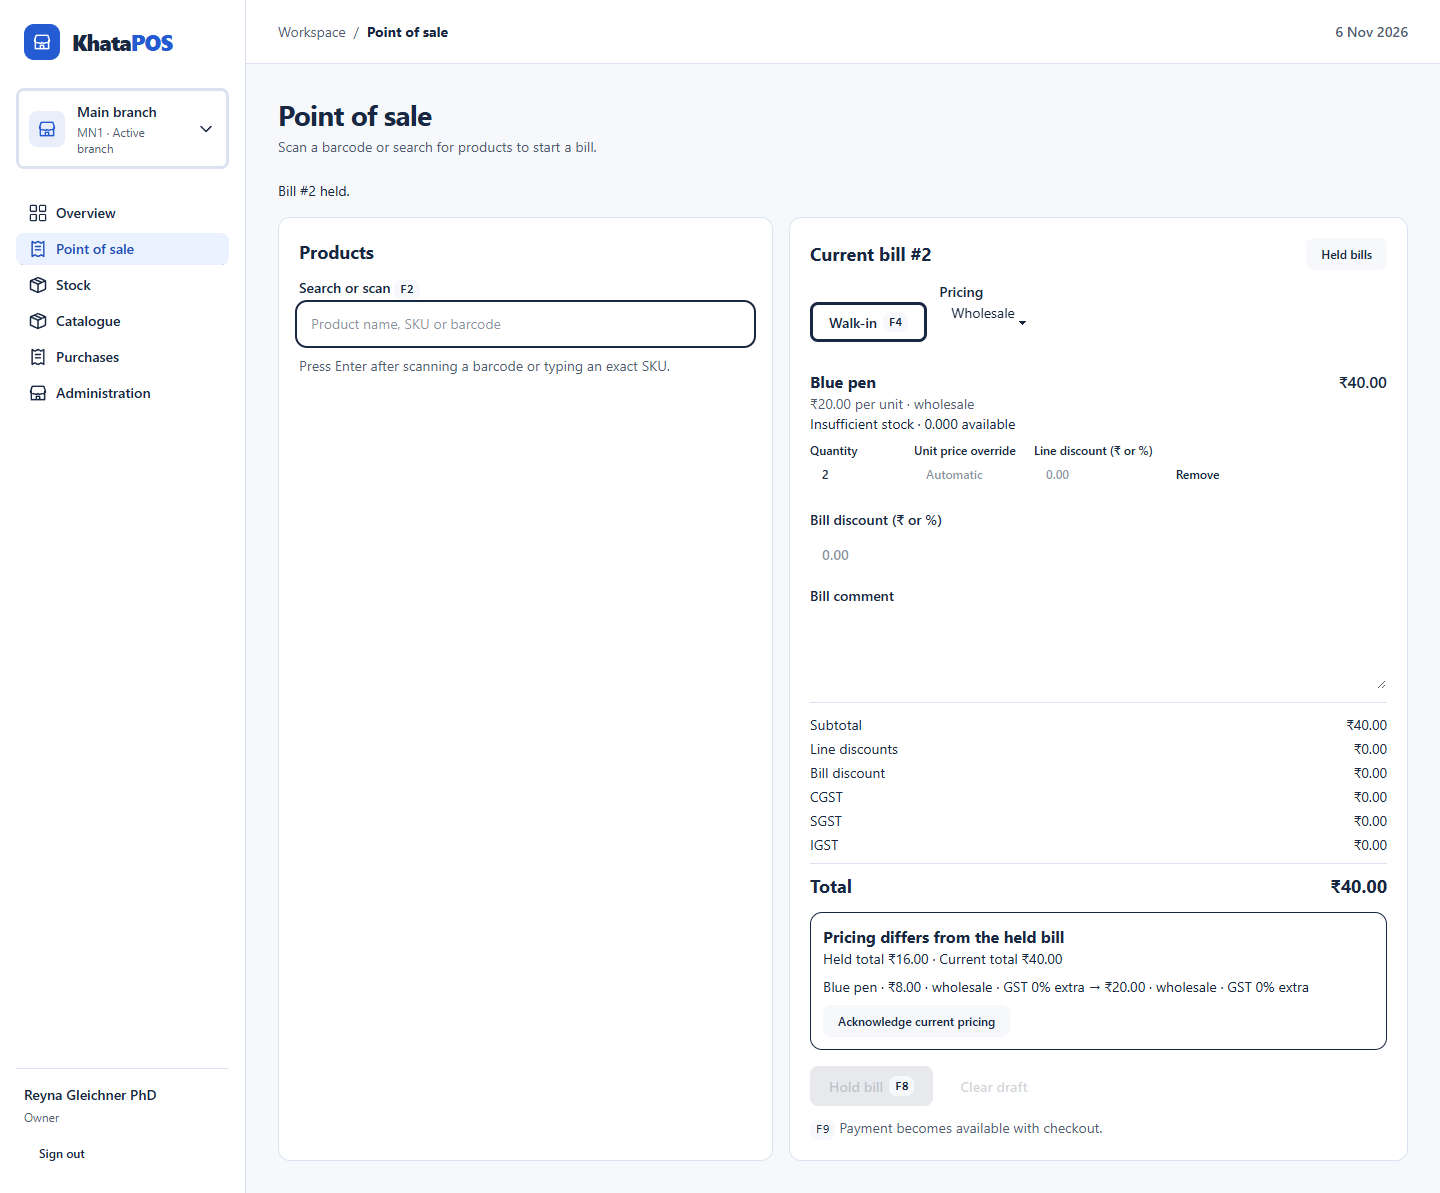 KhataPOS
Workspace / Point of sale
6 Nov 2026
Main branch
MN1 · Active
branch
Overview
Point of sale
Stock
Catalogue
Purchases
Administration
Reyna Gleichner PhD
Owner
Sign out
Point of sale
Scan a barcode or search for products to start a bill.
Bill #2 held.
Products
Search or scan F2
Product name, SKU or barcode
Press Enter after scanning a barcode or typing an exact SKU.
Current bill #2
Held bills
Walk-in F4
Pricing
Wholesale
Blue pen ₹40.00
₹20.00 per unit · wholesale
Insufficient stock · 0.000 available
Quantity Unit price override Line discount (₹ or %)
2 Automatic 0.00 Remove
Bill discount (₹ or %)
0.00
Bill comment
Subtotal ₹40.00
Line discounts ₹0.00
Bill discount ₹0.00
CGST ₹0.00
SGST ₹0.00
IGST ₹0.00
Total ₹40.00
Pricing differs from the held bill
Held total ₹16.00 · Current total ₹40.00
Blue pen · ₹8.00 · wholesale · GST 0% extra → ₹20.00 · wholesale · GST 0% extra
Acknowledge current pricing
Hold bill F8 Clear draft
F9 Payment becomes available with checkout.